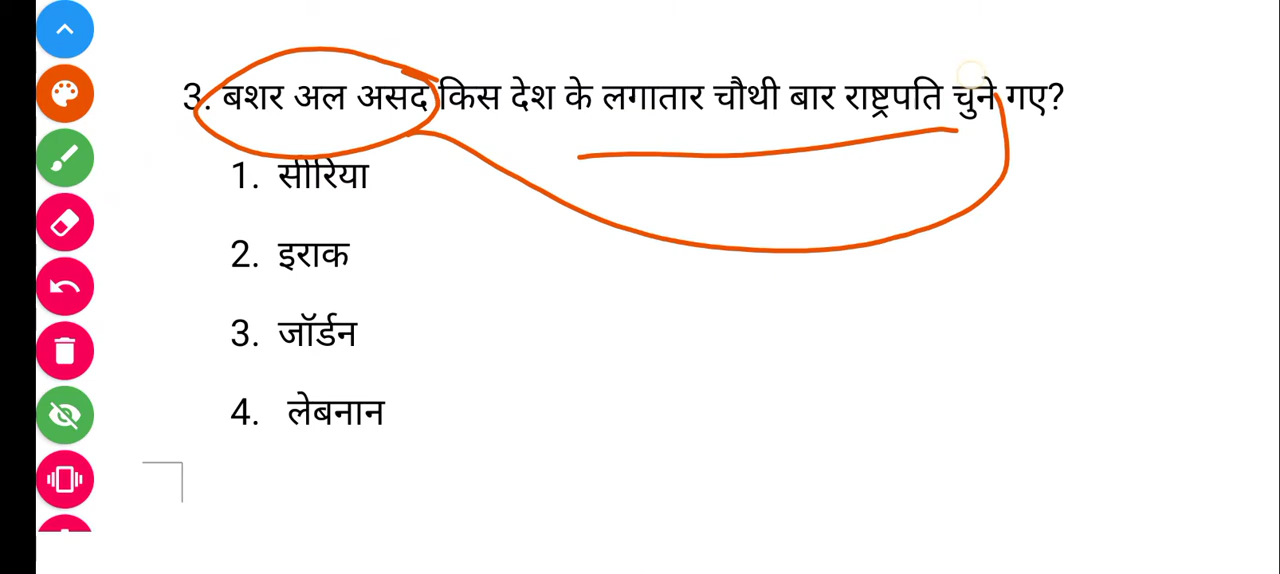 3. बशर अल असद किस देश के लगातार चौथी बार राष्ट्रपति चुने गए?
1. सीरिया
2. इराक
3. जॉर्डन
4. लेबनान